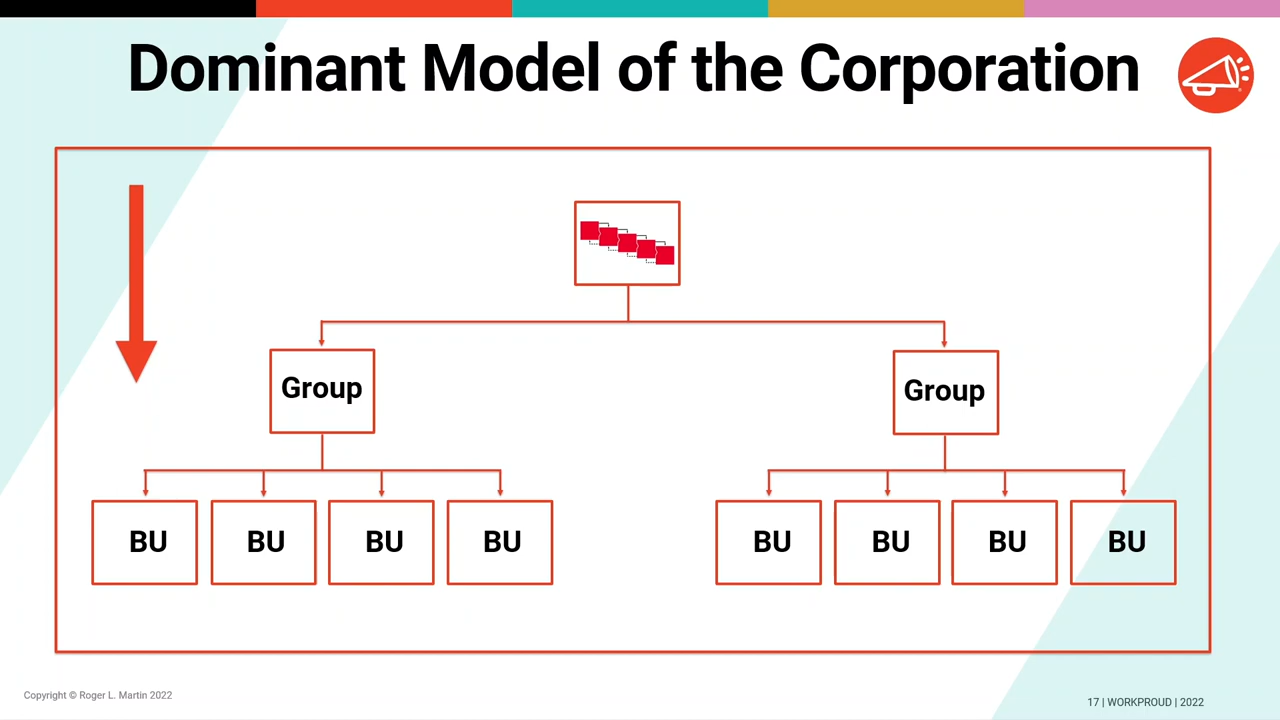 Dominant Model of the Corporation
Group
Group
BU
BU
BU
BU
BU
BU
BU
BU
Copyright © Roger L. Martin 2022
17 | WORKPROUD | 2022